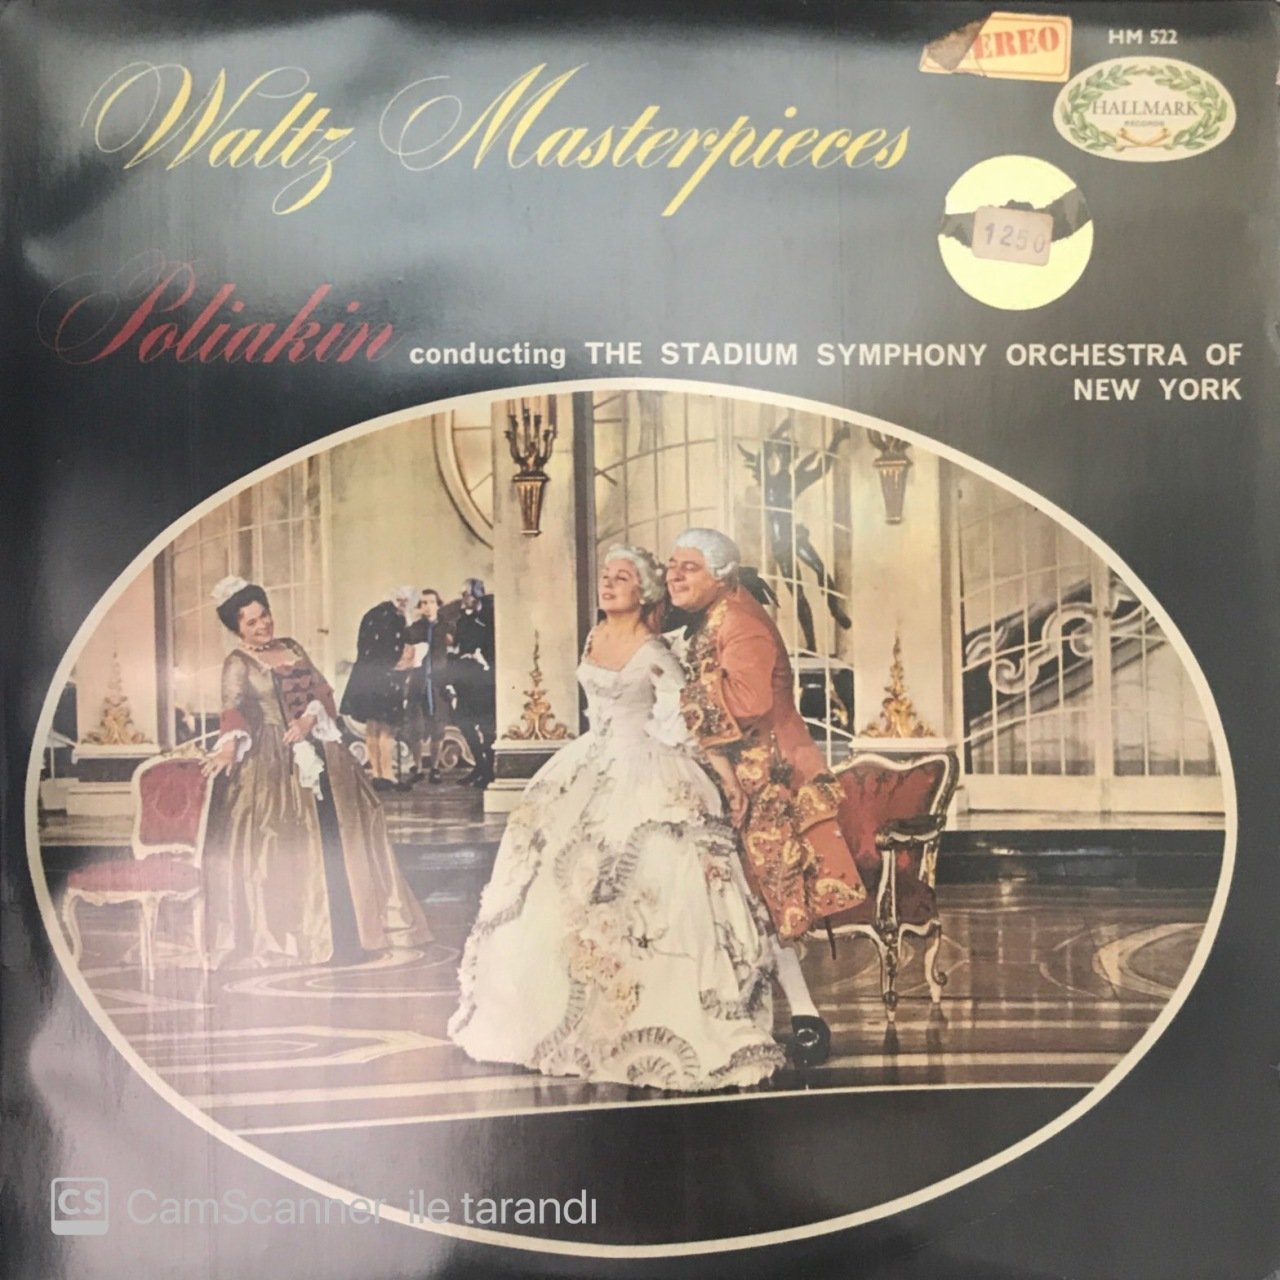 EREO
HM 522
HALLMARK
RECORDS
Waltz Masterpieces
1250
Poliakin conducting THE STADIUM SYMPHONY ORCHESTRA OF
NEW YORK
CS CamScanner ile tarandı